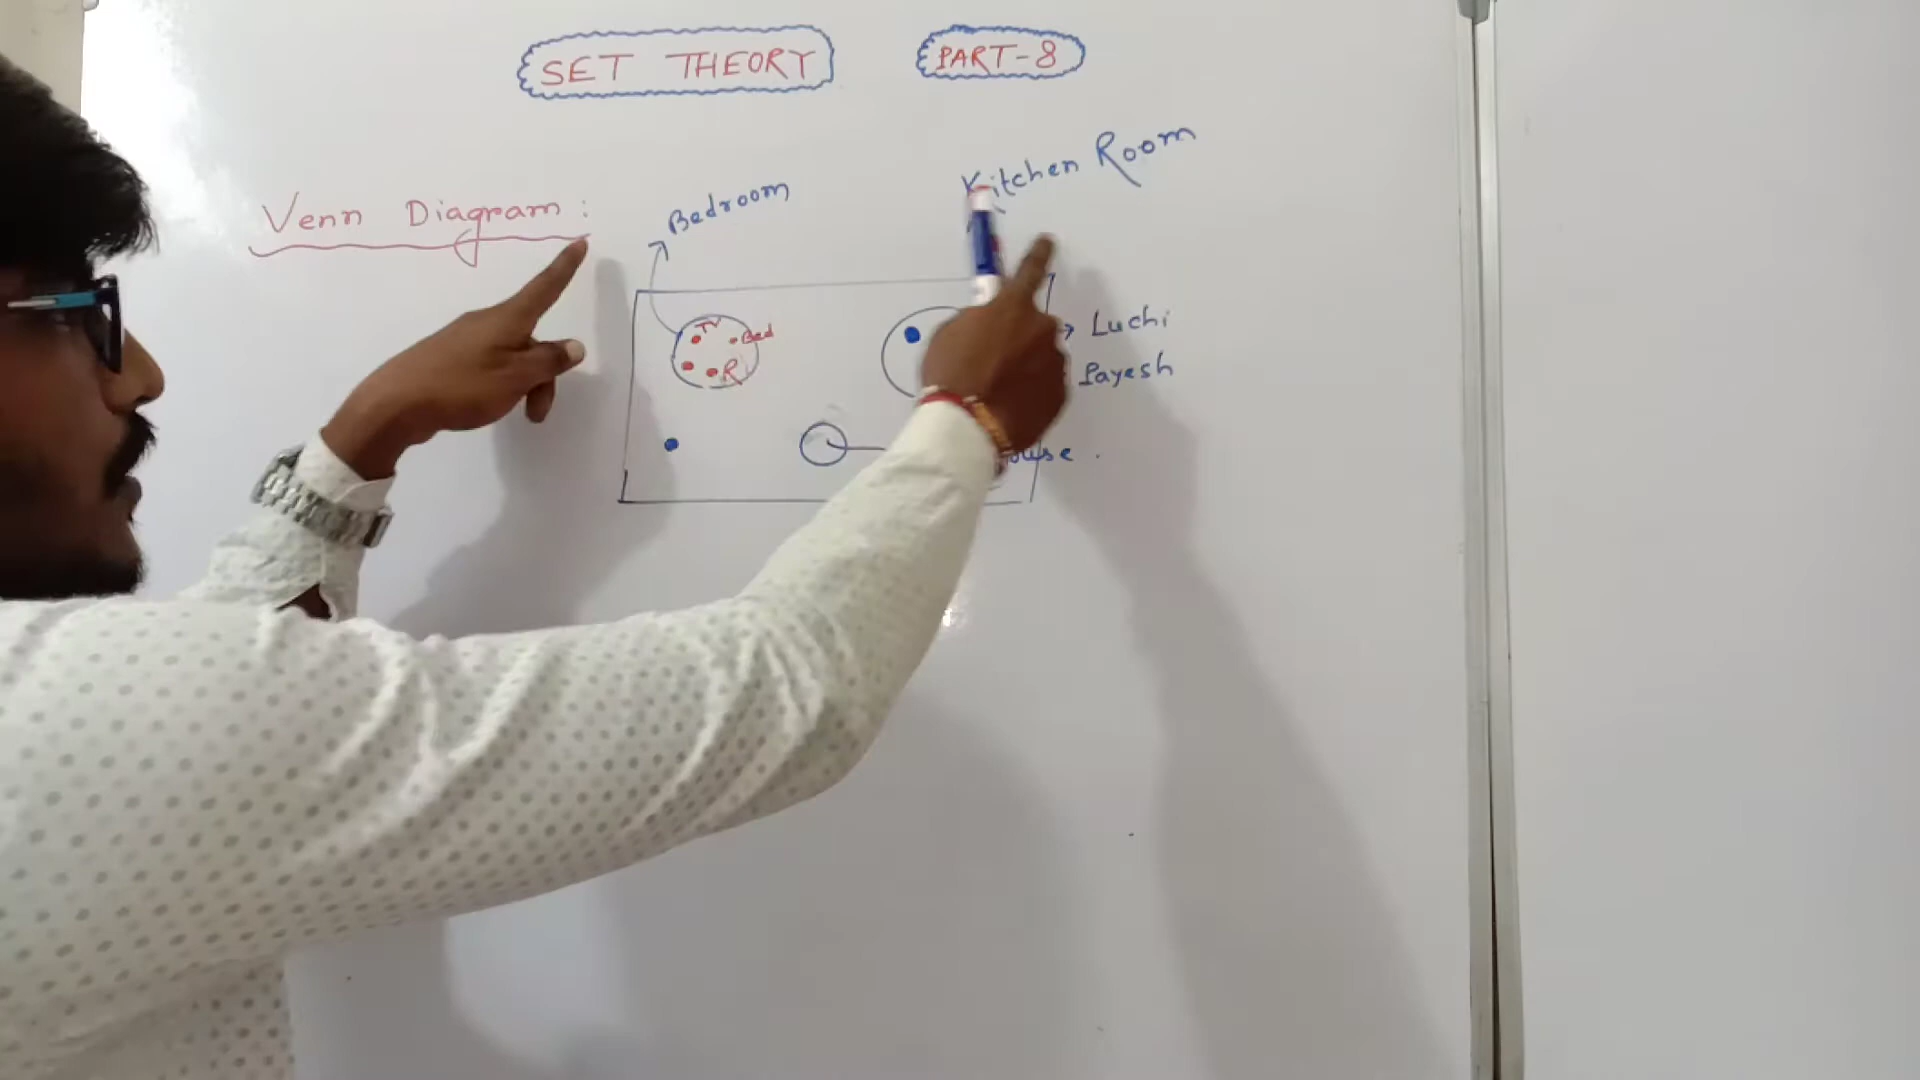 SET THEORY
PART-8
Kitchen Room
Bedroom
Venn Diagram :
TV
Bed
R
Luchi
Payesh